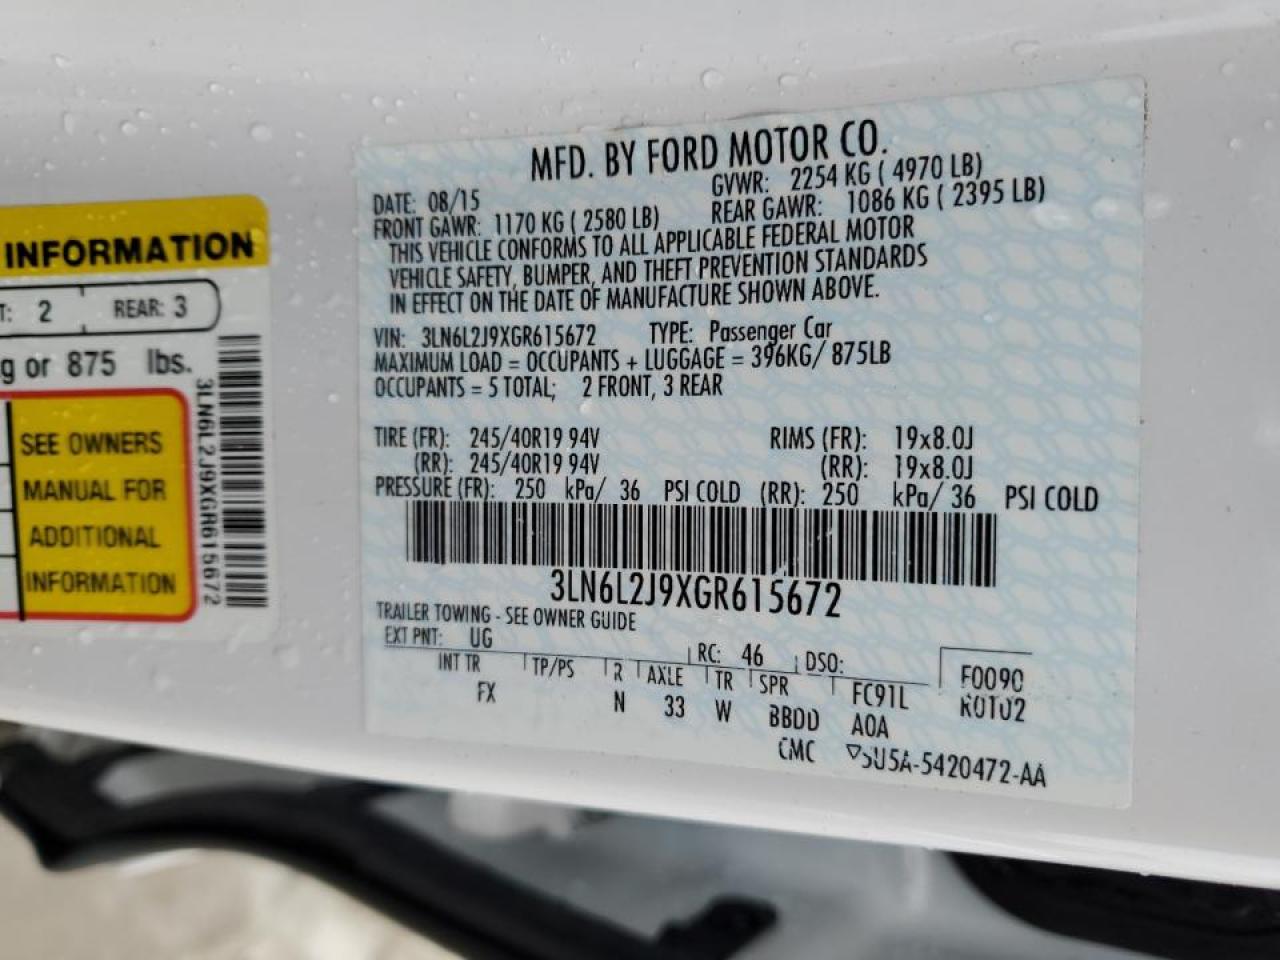 INFORMATION
T: 2 REAR: 3
g or 875 lbs.
SEE OWNERS
MANUAL FOR
ADDITIONAL
INFORMATION
3LN6L2J9XGR615672
MFD. BY FORD MOTOR CO.
DATE: 08/15 GVWR: 2254 KG ( 4970 LB)
FRONT GAWR: 1170 KG ( 2580 LB) REAR GAWR: 1086 KG ( 2395 LB)
THIS VEHICLE CONFORMS TO ALL APPLICABLE FEDERAL MOTOR
VEHICLE SAFETY, BUMPER, AND THEFT PREVENTION STANDARDS
IN EFFECT ON THE DATE OF MANUFACTURE SHOWN ABOVE.
VIN: 3LN6L2J9XGR615672 TYPE: Passenger Car
MAXIMUM LOAD = OCCUPANTS + LUGGAGE = 396KG/ 875LB
OCCUPANTS = 5 TOTAL; 2 FRONT, 3 REAR
TIRE (FR): 245/40R19 94V RIMS (FR): 19x8.0J
(RR): 245/40R19 94V (RR): 19x8.0J
PRESSURE (FR): 250 kPa/ 36 PSI COLD (RR): 250 kPa/ 36 PSI COLD
3LN6L2J9XGR615672
TRAILER TOWING - SEE OWNER GUIDE
EXT PNT: UG RC: 46 DSO: F0090
INT TR TP/PS R AXLE TR SPR FC91L R0102
FX N 33 W BBDD A0A
CMC 5U5A-5420472-AA